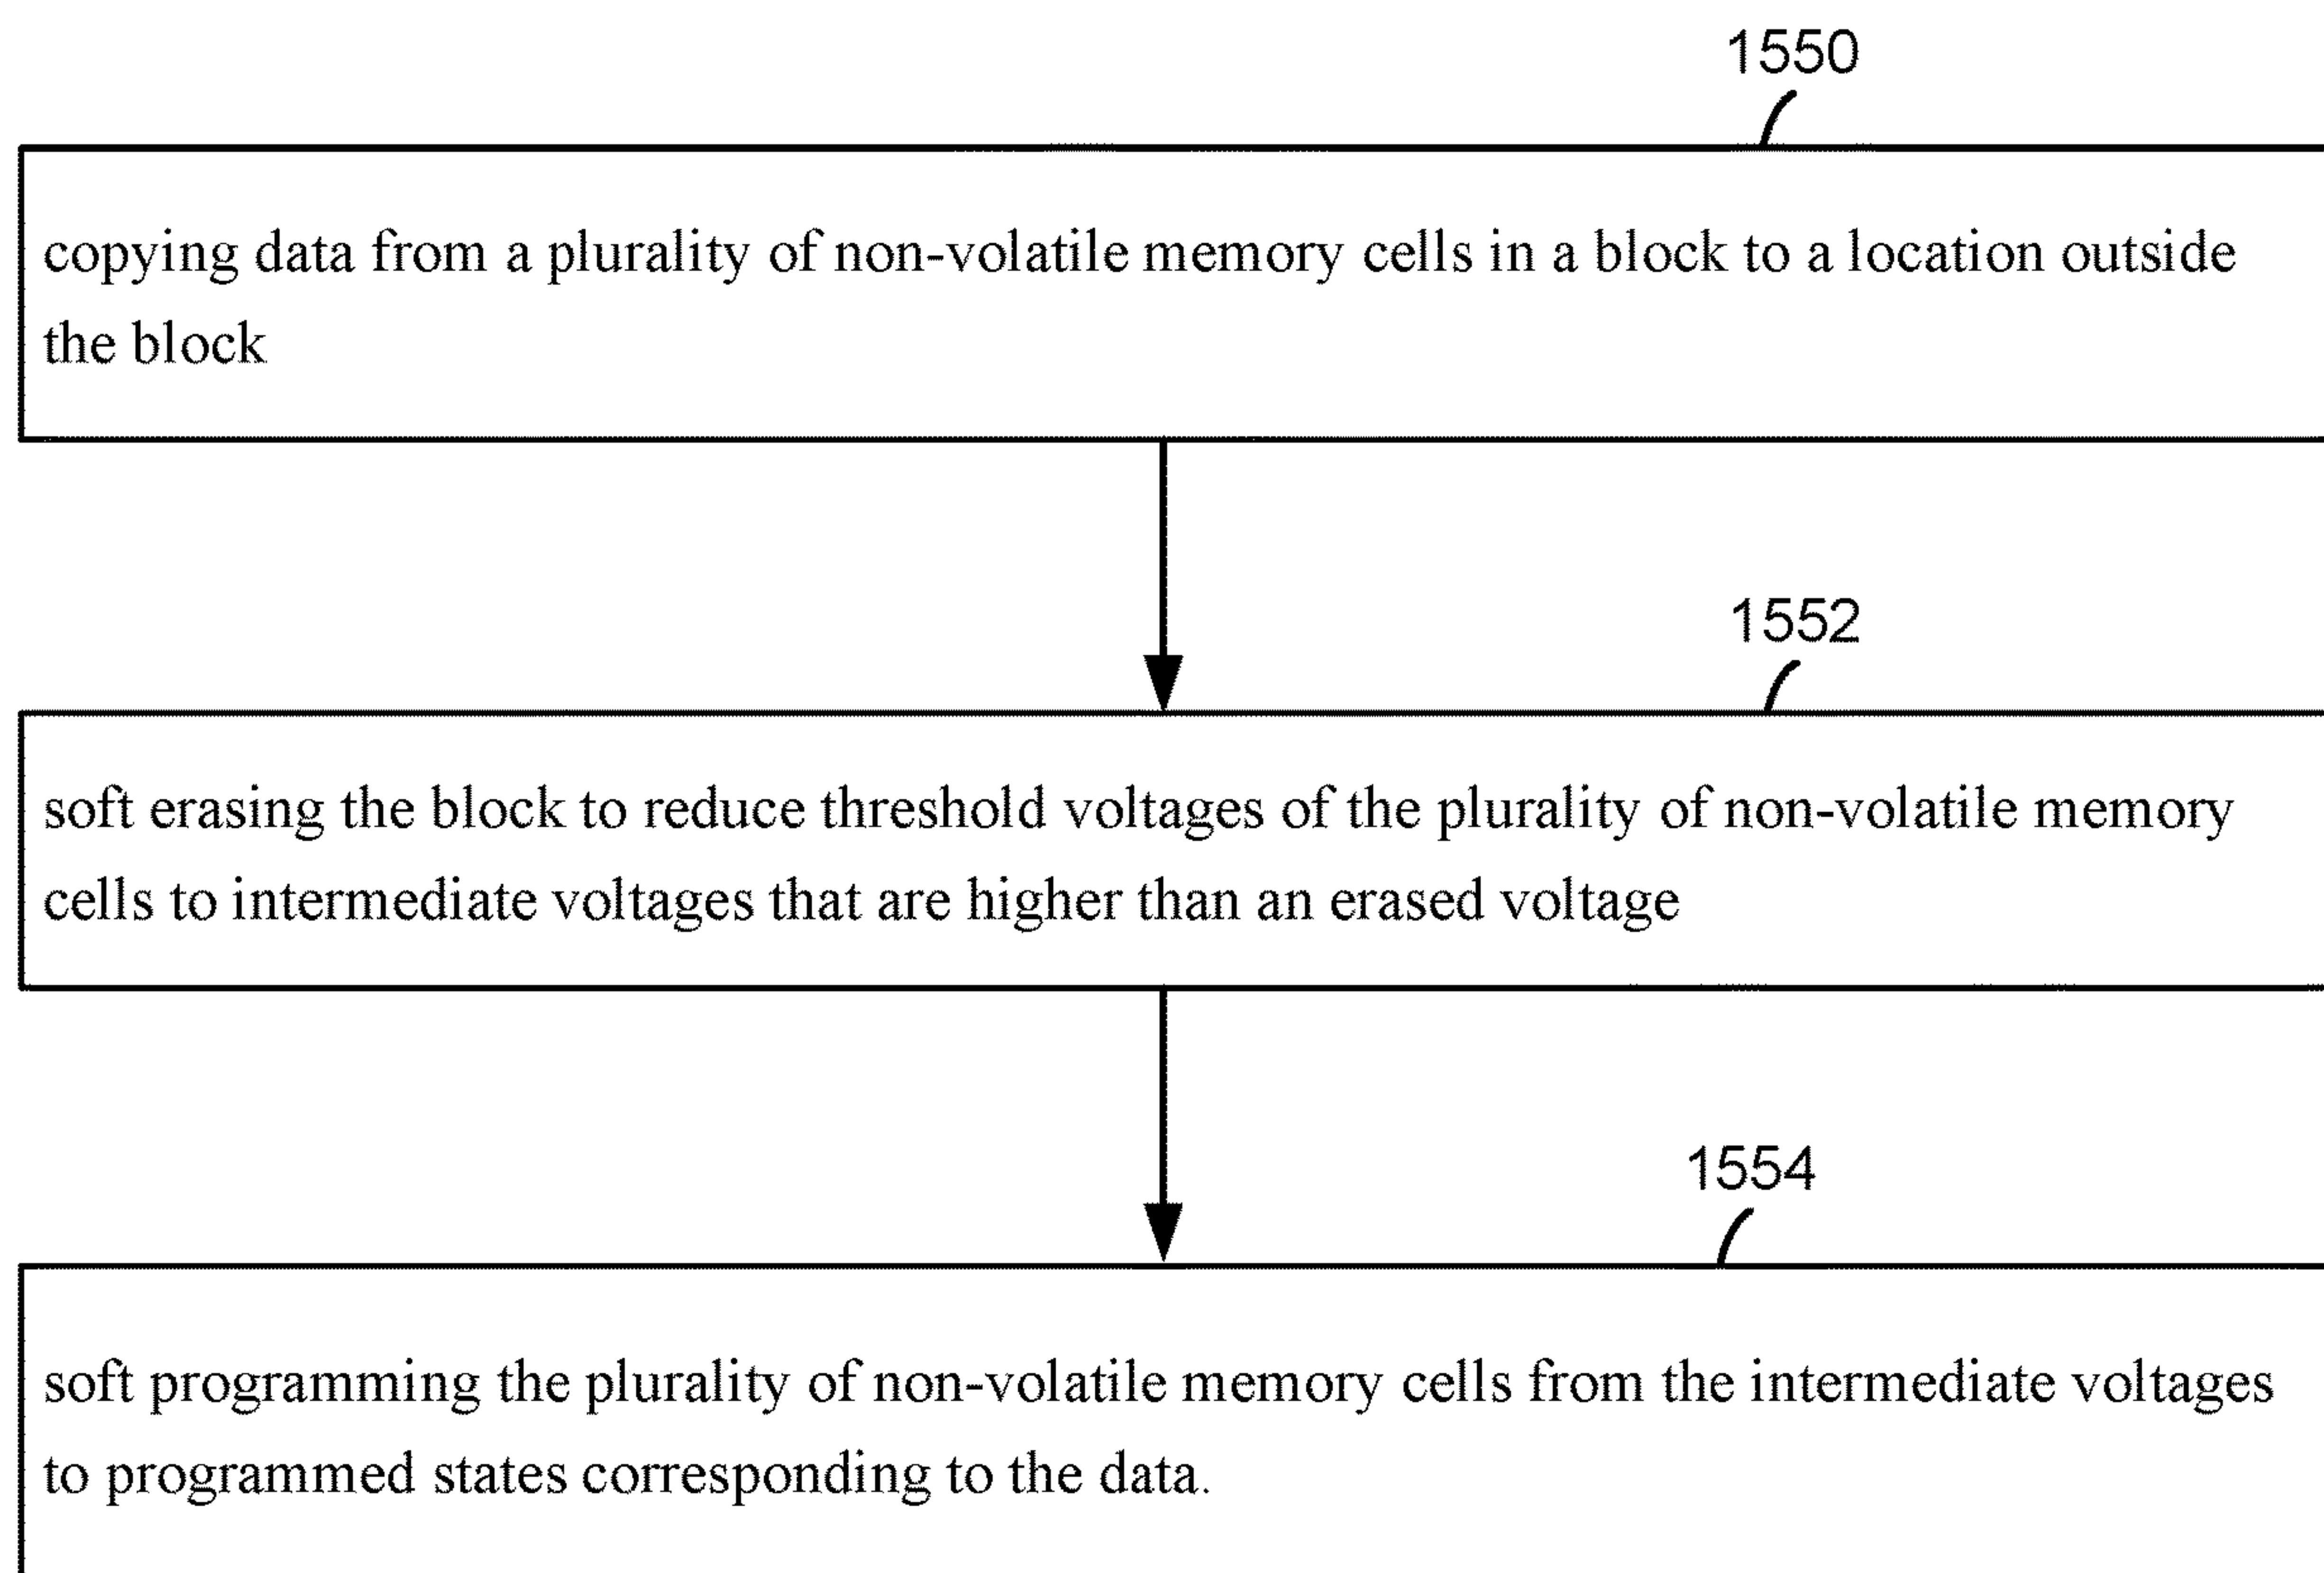 1550
copying data from a plurality of non-volatile memory cells in a block to a location outside
the block
1552
soft erasing the block to reduce threshold voltages of the plurality of non-volatile memory
cells to intermediate voltages that are higher than an erased voltage
1554
soft programming the plurality of non-volatile memory cells from the intermediate voltages
to programmed states corresponding to the data.